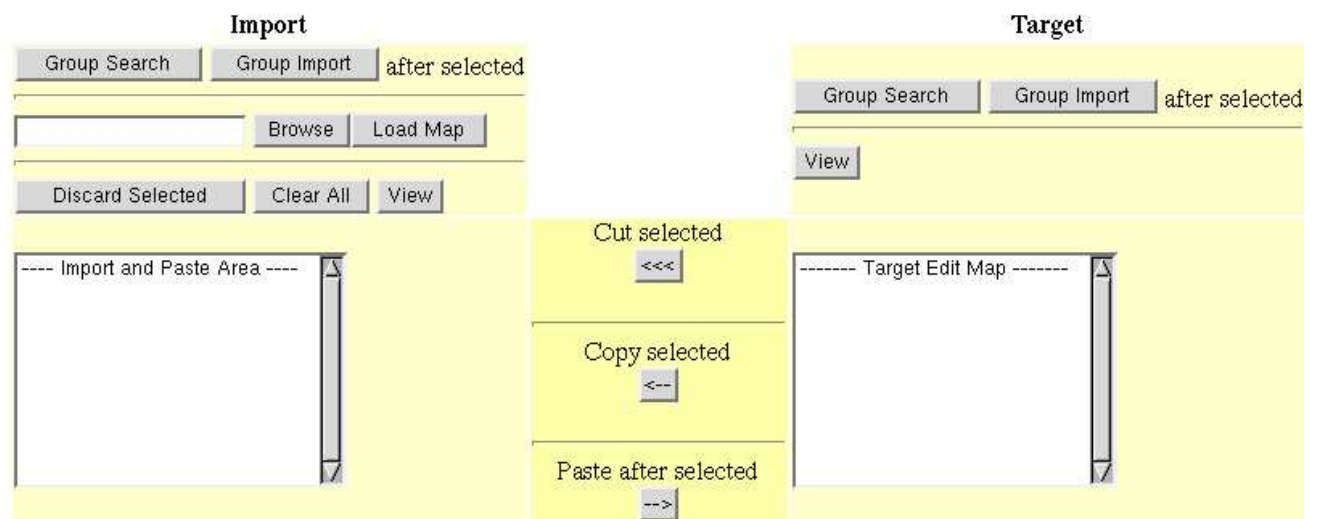 Import
Group Search Group Import after selected
Browse Load Map
Discard Selected Clear All View
---- Import and Paste Area ----
Cut selected
<<<
Copy selected
<--
Paste after selected
-->
Target
Group Search Group Import after selected
View
------- Target Edit Map -------